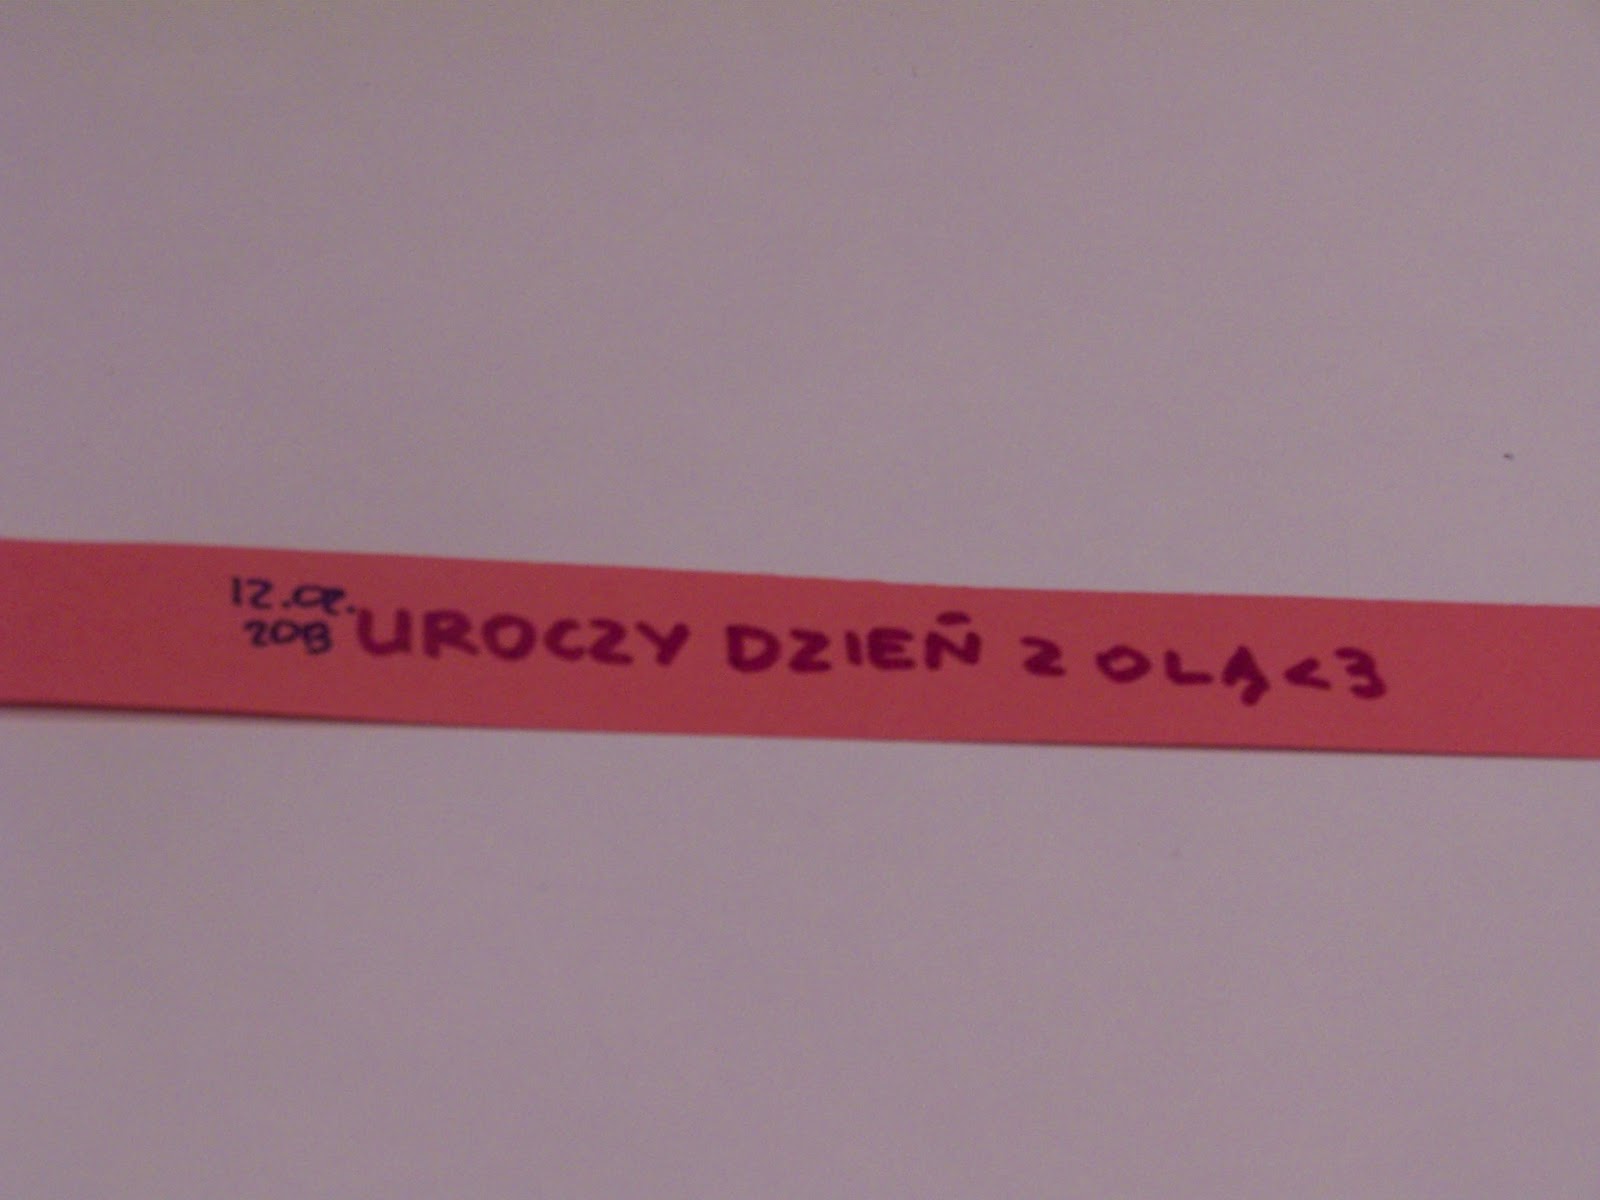 12.02.
2013
UROCZY DZIEŃ Z OLĄ <3